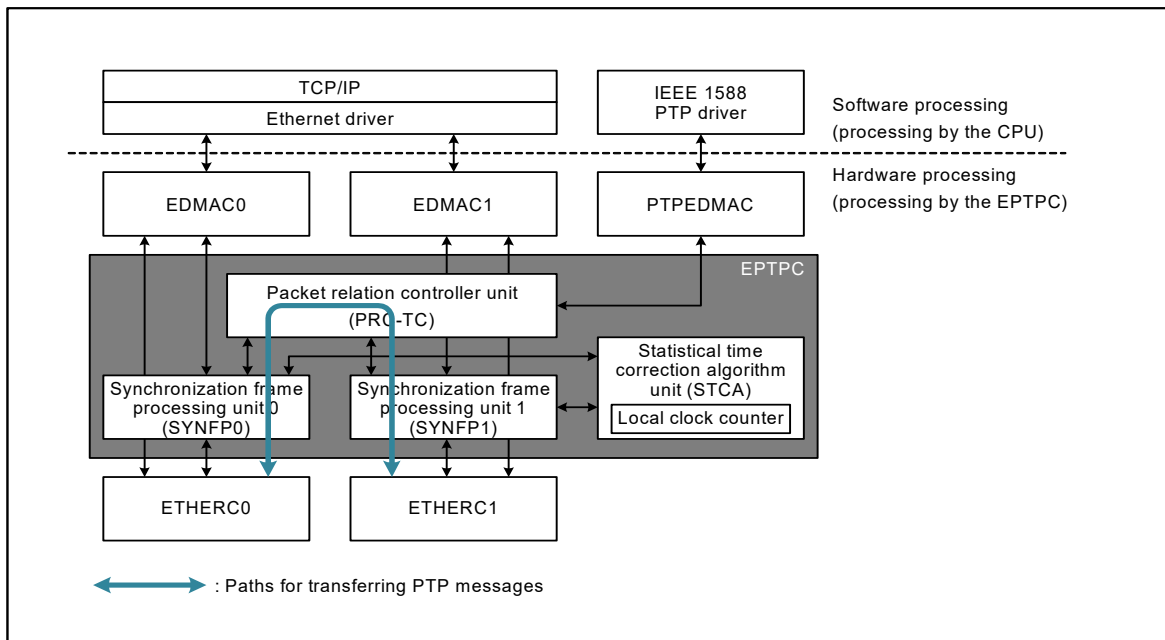 TCP/IP
Ethernet driver
IEEE 1588
PTP driver
Software processing
(processing by the CPU)
Hardware processing
(processing by the EPTPC)
EDMAC0
EDMAC1
PTPEDMAC
EPTPC
Packet relation controller unit
(PRC-TC)
Synchronization frame
processing unit 0
(SYNFP0)
Synchronization frame
processing unit 1
(SYNFP1)
Statistical time
correction algorithm
unit (STCA)
Local clock counter
ETHERC0
ETHERC1
: Paths for transferring PTP messages